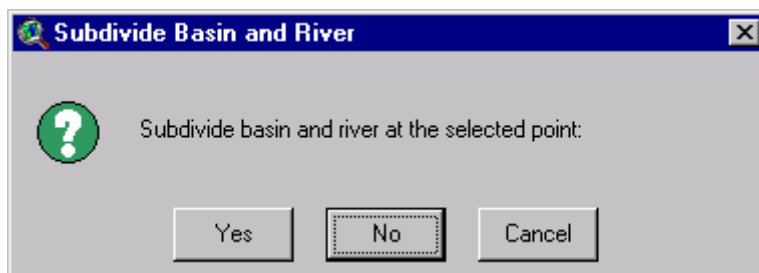 Subdivide Basin and River
Subdivide basin and river at the selected point:
Yes No Cancel